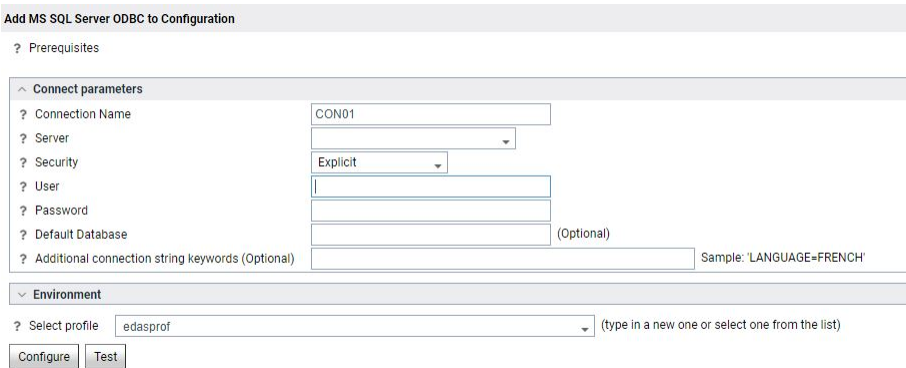 Add MS SQL Server ODBC to Configuration
? Prerequisites
Connect parameters
? Connection Name CON01
? Server
? Security Explicit
? User
? Password
? Default Database (Optional)
? Additional connection string keywords (Optional) Sample: 'LANGUAGE=FRENCH'
Environment
? Select profile edasprof (type in a new one or select one from the list)
Configure Test